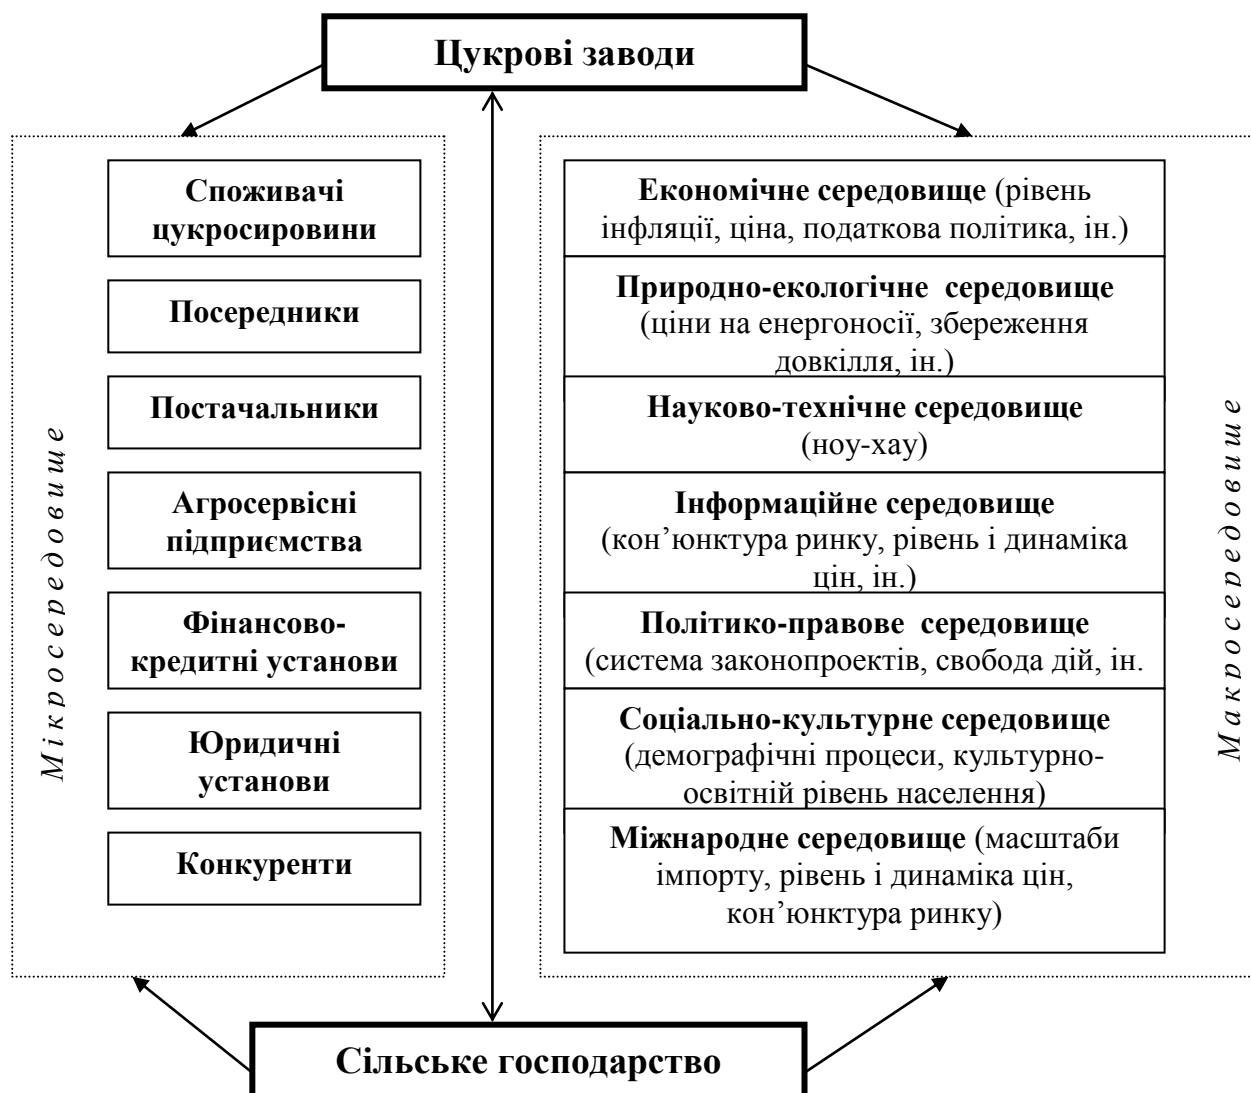 Цукрові заводи
Мікросередовище
Споживачі
цукросировини
Посередники
Постачальники
Агросервісні
підприємства
Фінансово-
кредитні установи
Юридичні
установи
Конкуренти
Економічне середовище (рівень
інфляції, ціна, податкова політика, ін.)
Природно-екологічне середовище
(ціни на енергоносії, збереження
довкілля, ін.)
Науково-технічне середовище
(ноу-хау)
Інформаційне середовище
(кон’юнктура ринку, рівень і динаміка
цін, ін.)
Політико-правове середовище
(система законопроектів, свобода дій, ін.
Соціально-культурне середовище
(демографічні процеси, культурно-
освітній рівень населення)
Міжнародне середовище (масштаби
імпорту, рівень і динаміка цін,
кон’юнктура ринку)
Макросередовище
Сільське господарство